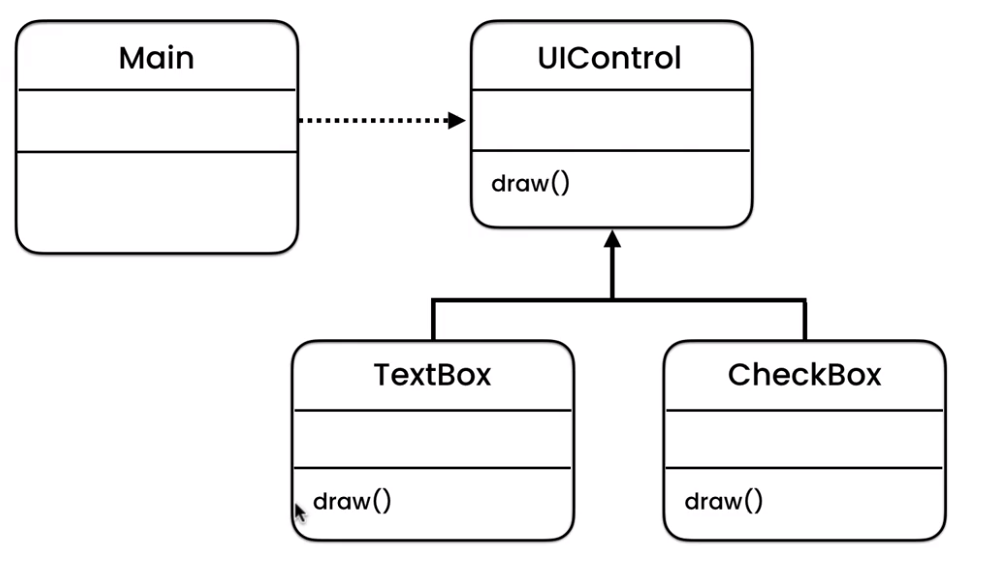 Main
UIControl
draw()
TextBox
CheckBox
draw()
draw()